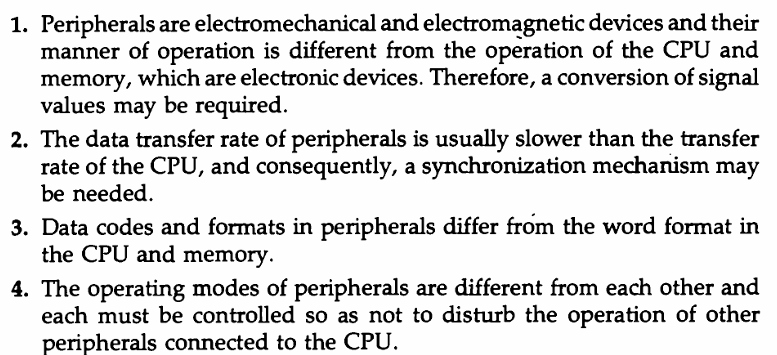 1. Peripherals are electromechanical and electromagnetic devices and their
manner of operation is different from the operation of the CPU and
memory, which are electronic devices. Therefore, a conversion of signal
values may be required.
2. The data transfer rate of peripherals is usually slower than the transfer
rate of the CPU, and consequently, a synchronization mechanism may
be needed.
3. Data codes and formats in peripherals differ from the word format in
the CPU and memory.
4. The operating modes of peripherals are different from each other and
each must be controlled so as not to disturb the operation of other
peripherals connected to the CPU.